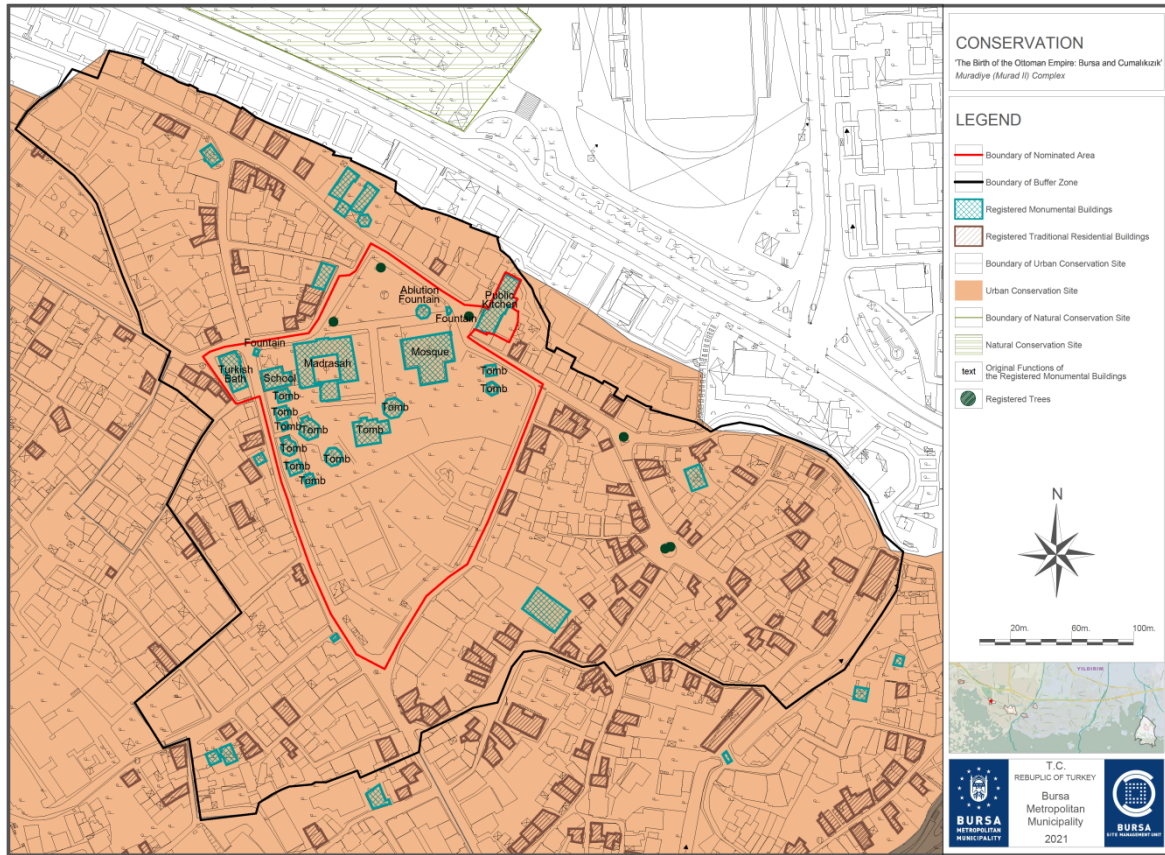 CONSERVATION
'The Birth of the Ottoman Empire: Bursa and Cumalıkızık'
Muradiye (Murad II) Complex
LEGEND
Boundary of Nominated Area
Boundary of Buffer Zone
Registered Monumental Buildings
Registered Traditional Residential Buildings
Boundary of Urban Conservation Site
Urban Conservation Site
Boundary of Natural Conservation Site
Natural Conservation Site
text
Original Functions of
the Registered Monumental Buildings
Registered Trees
N
20m. 60m. 100m.
YILDIRIM
T.C.
REBUPLIC OF TURKEY
Bursa
Metropolitan
Municipality
2021
BURSA
METROPOLITAN
MUNICIPALITY
BURSA
SITE MANAGEMENT UNIT
Ablution
Fountain
Public
Kitchen
Fountain
Fountain
Mosque
Madrasah
Turkish
Bath
School
Tomb
Tomb
Tomb
Tomb
Tomb
Tomb
Tomb
Tomb
Tomb
Tomb
Tomb
Tomb